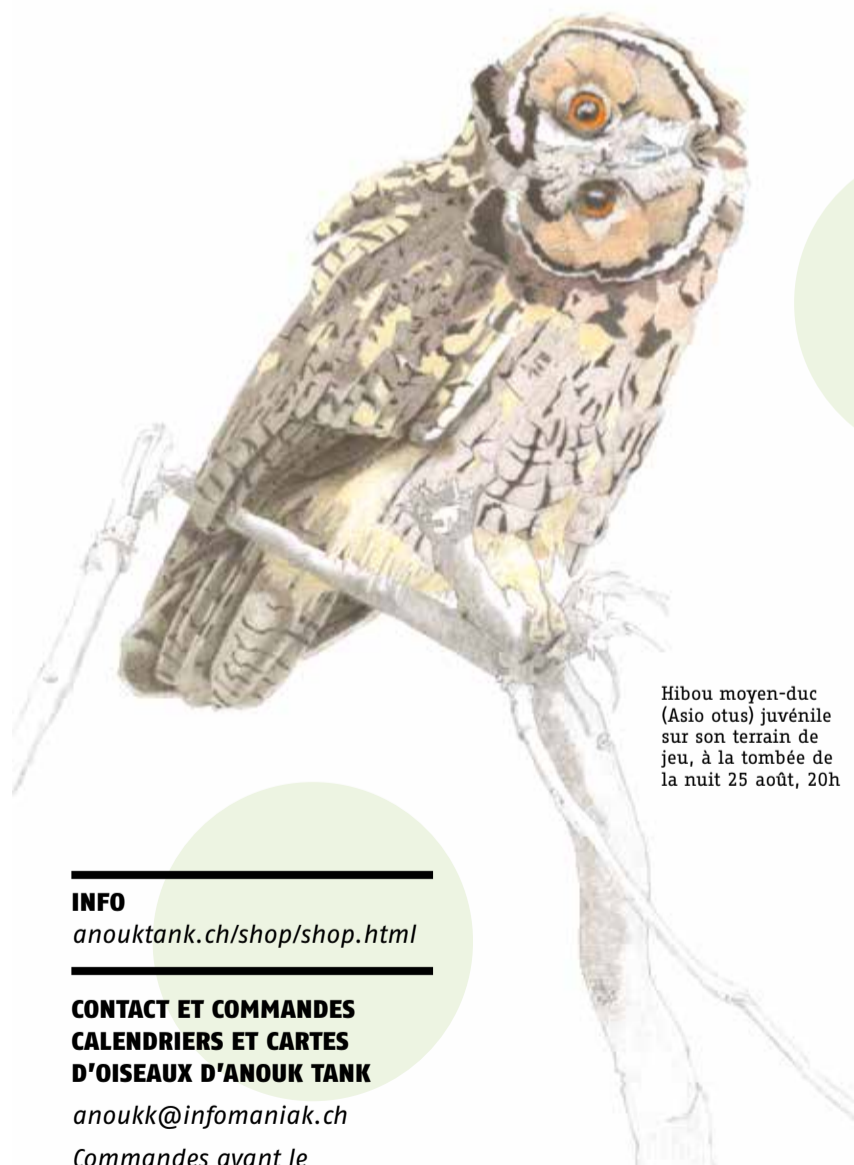 Hibou moyen-duc
(Asio otus) juvénile
sur son terrain de
jeu, à la tombée de
la nuit 25 août, 20h
INFO
anouktank.ch/shop/shop.html
CONTACT ET COMMANDES
CALENDRIERS ET CARTES
D'OISEAUX D'ANOUK TANK
anoukk@infomaniak.ch
Commandes avant le